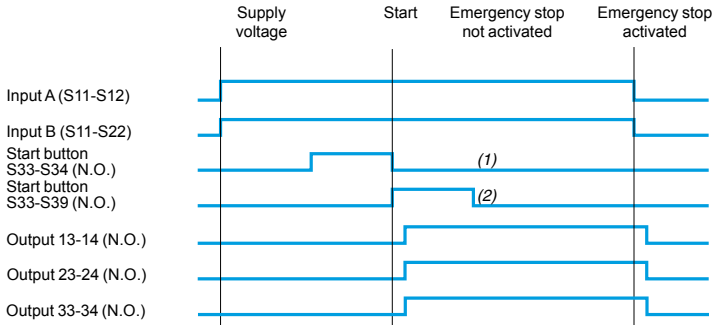 Supply voltage
Start
Emergency stop not activated
Emergency stop activated
Input A (S11-S12)
Input B (S11-S22)
Start button
S33-S34 (N.O.)
(1)
Start button
S33-S39 (N.O.)
(2)
Output 13-14 (N.O.)
Output 23-24 (N.O.)
Output 33-34 (N.O.)